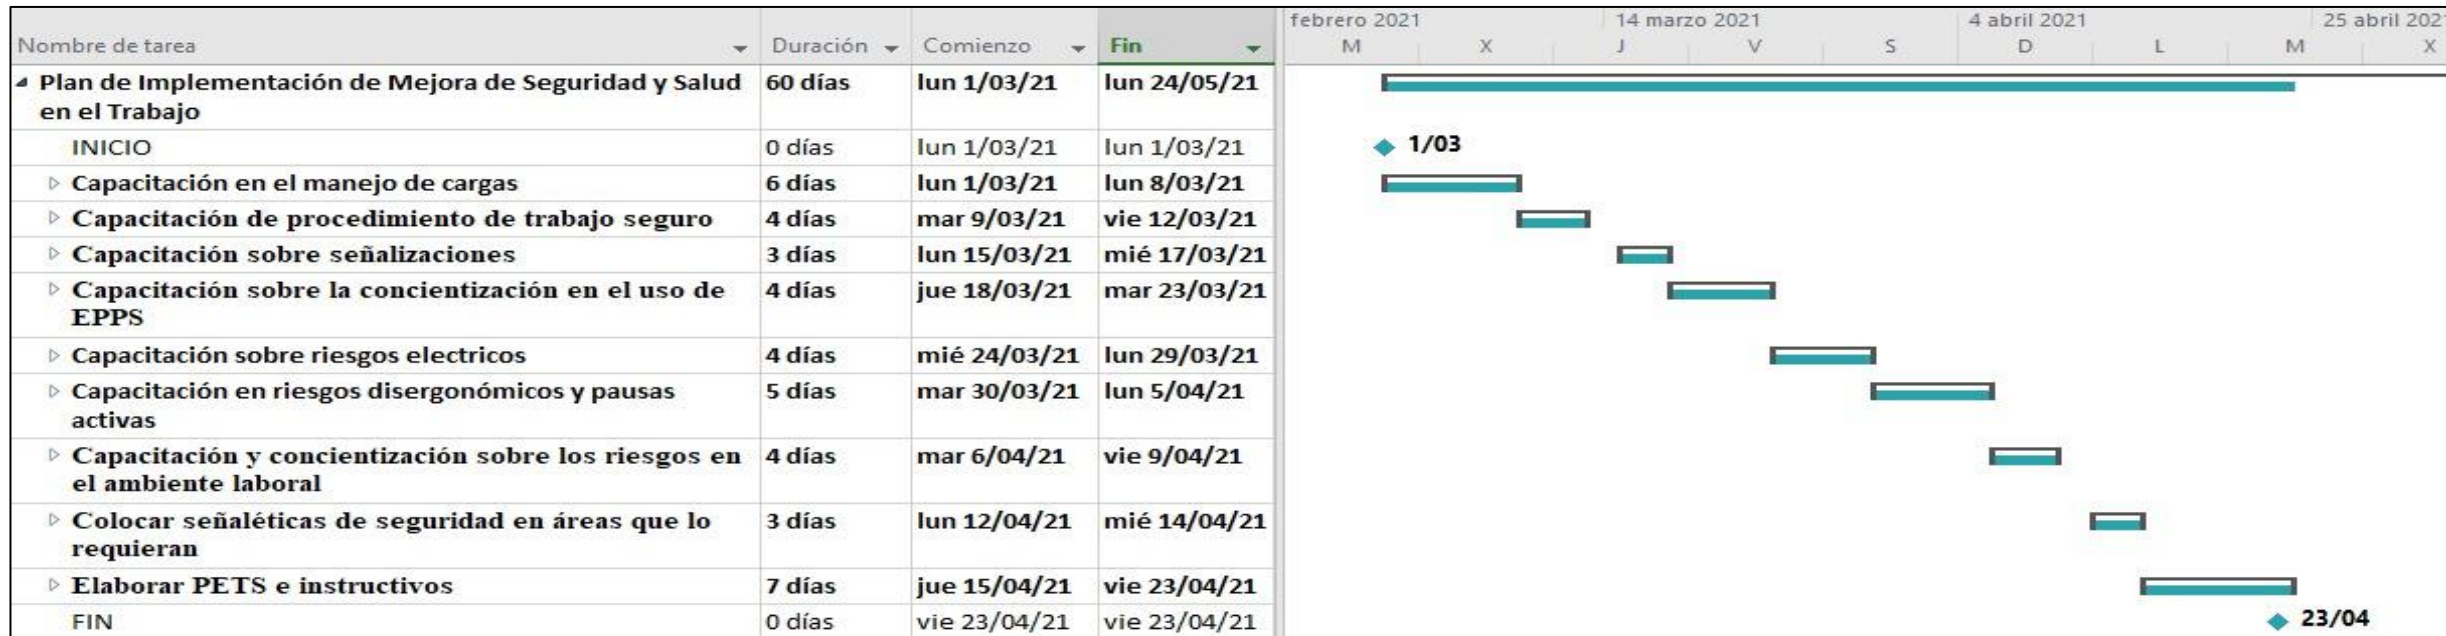 febrero 2021 14 marzo 2021 4 abril 2021 25 abril 2021
Nombre de tarea Duración Comienzo Fin M X J V S D L M X
Plan de Implementación de Mejora de Seguridad y Salud 60 días lun 1/03/21 lun 24/05/21
en el Trabajo
INICIO 0 días lun 1/03/21 lun 1/03/21 1/03
Capacitación en el manejo de cargas 6 días lun 1/03/21 lun 8/03/21
Capacitación de procedimiento de trabajo seguro 4 días mar 9/03/21 vie 12/03/21
Capacitación sobre señalizaciones 3 días lun 15/03/21 mié 17/03/21
Capacitación sobre la concientización en el uso de 4 días jue 18/03/21 mar 23/03/21
EPPS
Capacitación sobre riesgos electricos 4 días mié 24/03/21 lun 29/03/21
Capacitación en riesgos disergonómicos y pausas 5 días mar 30/03/21 lun 5/04/21
activas
Capacitación y concientización sobre los riesgos en 4 días mar 6/04/21 vie 9/04/21
el ambiente laboral
Colocar señaléticas de seguridad en áreas que lo 3 días lun 12/04/21 mié 14/04/21
requieran
Elaborar PETS e instructivos 7 días jue 15/04/21 vie 23/04/21
FIN 0 días vie 23/04/21 vie 23/04/21 23/04